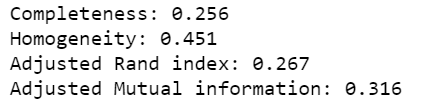 Completeness: 0.256
Homogeneity: 0.451
Adjusted Rand index: 0.267
Adjusted Mutual information: 0.316